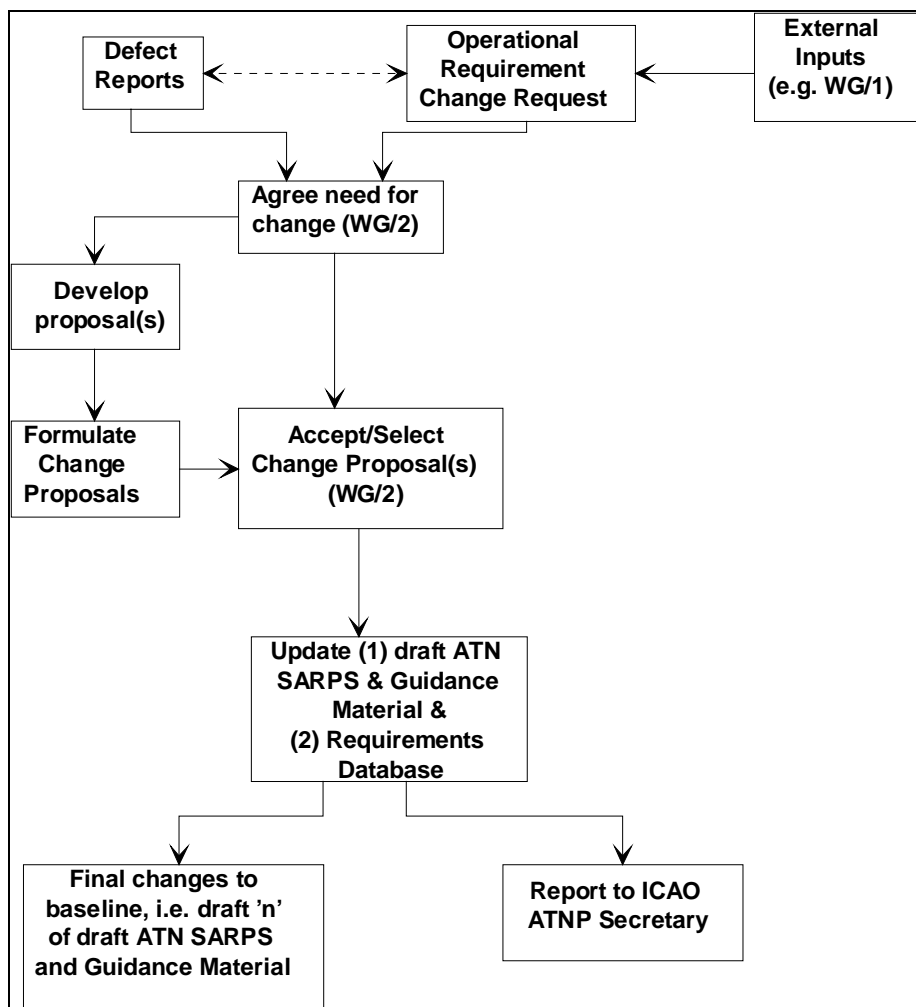 Defect
Reports
Operational
Requirement
Change Request
External
Inputs
(e.g. WG/1)
Agree need for
change (WG/2)
Develop
proposal(s)
Formulate
Change
Proposals
Accept/Select
Change Proposal(s)
(WG/2)
Update (1) draft ATN
SARPS & Guidance
Material &
(2) Requirements
Database
Final changes to
baseline, i.e. draft 'n'
of draft ATN SARPS
and Guidance Material
Report to ICAO
ATNP Secretary